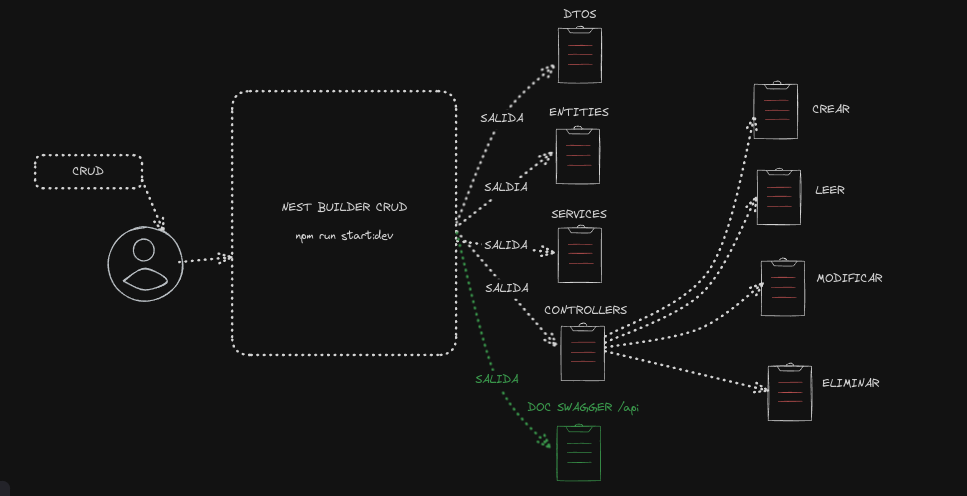 DTOS
SALIDA
ENTITIES
CREAR
CRUD
SALDIA
LEER
NEST BUILDER CRUD
npm run start:dev
SERVICES
SALIDA
SALIDA
MODIFICAR
CONTROLLERS
SALIDA
ELIMINAR
DOC SWAGGER /api